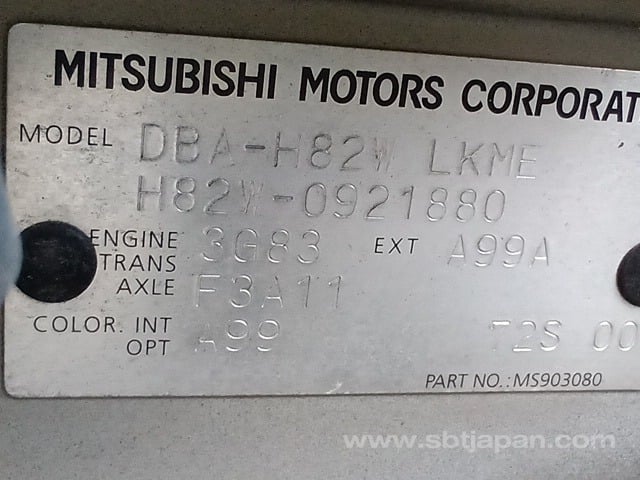 MITSUBISHI MOTORS CORPORAT
MODEL DBA-H82W LKME
H82W-0921880
ENGINE 3G83 EXT A99A
TRANS
AXLE F3A11
COLOR. INT A99 T2S 00
OPT
PART NO.:MS903080
www.sbtjapan.com